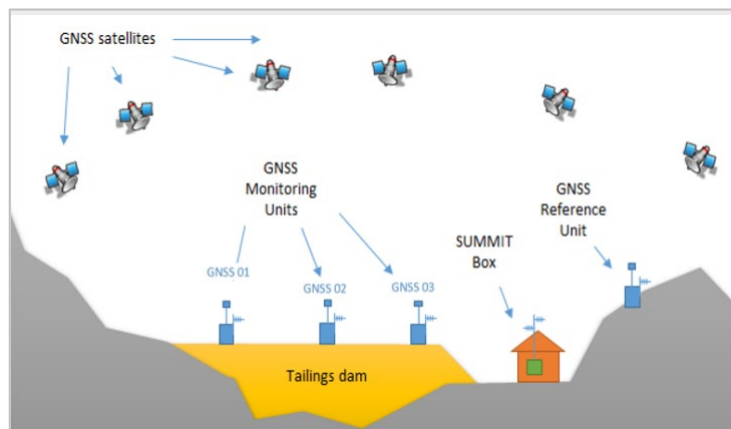 GNSS satellites
GNSS
Monitoring
Units
GNSS
Reference
Unit
SUMMIT
Box
GNSS 01
GNSS 02
GNSS 03
Tailings dam